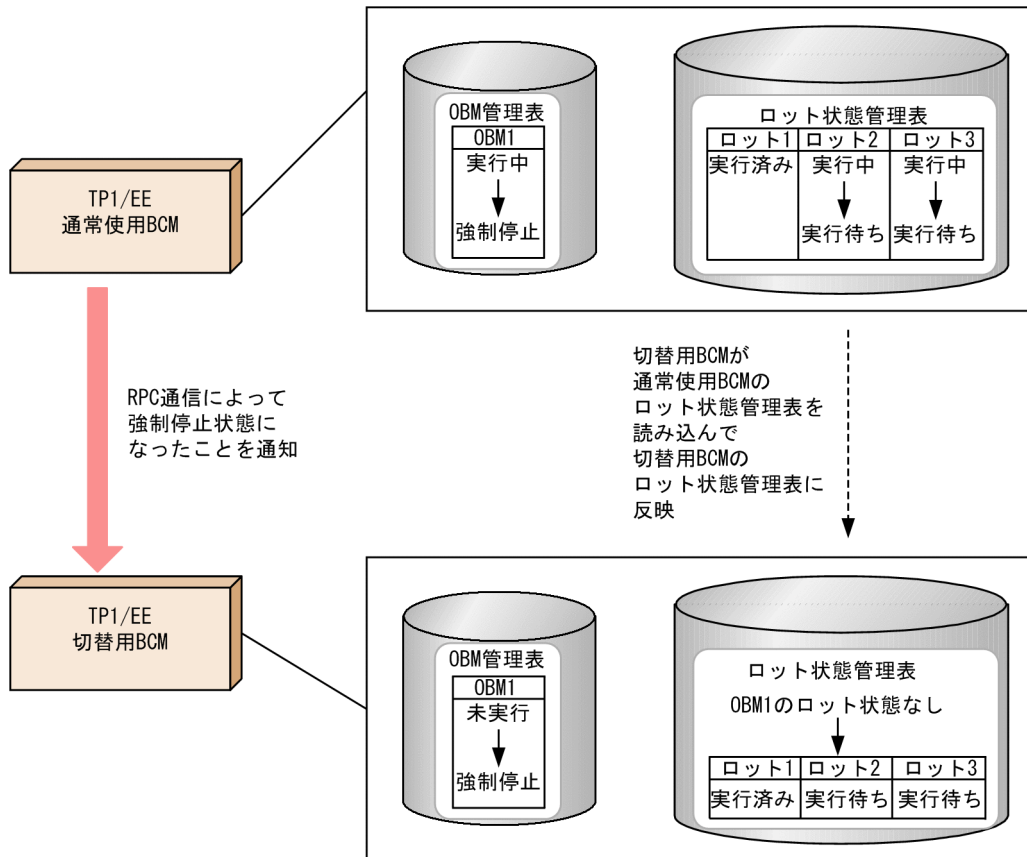 TP1/EE
通常使用BCM
OBM管理表
OBM1
実行中
強制停止
ロット状態管理表
ロット1 ロット2 ロット3
実行済み 実行中 実行中
実行待ち 実行待ち
RPC通信によって
強制停止状態に
なったことを通知
切替用BCMが
通常使用BCMの
ロット状態管理表を
読み込んで
切替用BCMの
ロット状態管理表に
反映
TP1/EE
切替用BCM
OBM管理表
OBM1
未実行
強制停止
ロット状態管理表
OBM1のロット状態なし
ロット1 ロット2 ロット3
実行済み 実行待ち 実行待ち